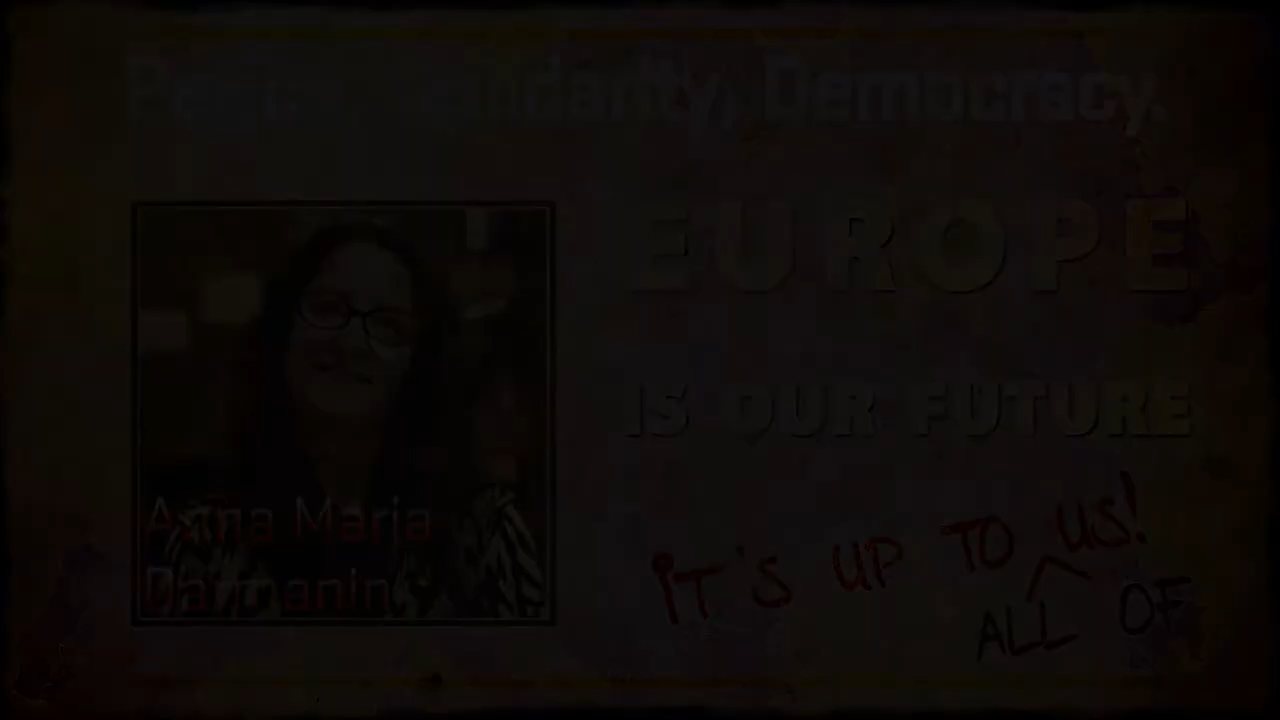 Solidarity, Democracy.
EUROPE
IS OUR FUTURE
Anna Maria
Darmanin
IT'S UP TO US!
ALL OF